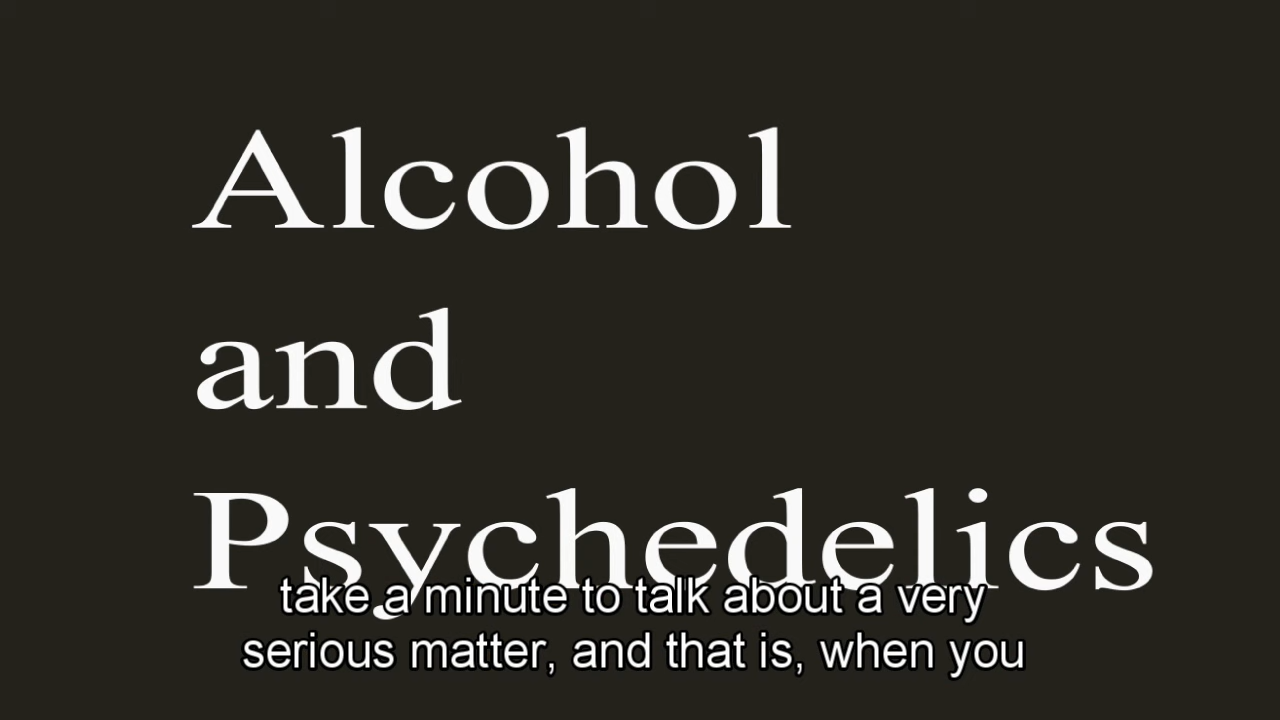 Alcohol
and
Psychedelics
take a minute to talk about a very
serious matter, and that is, when you